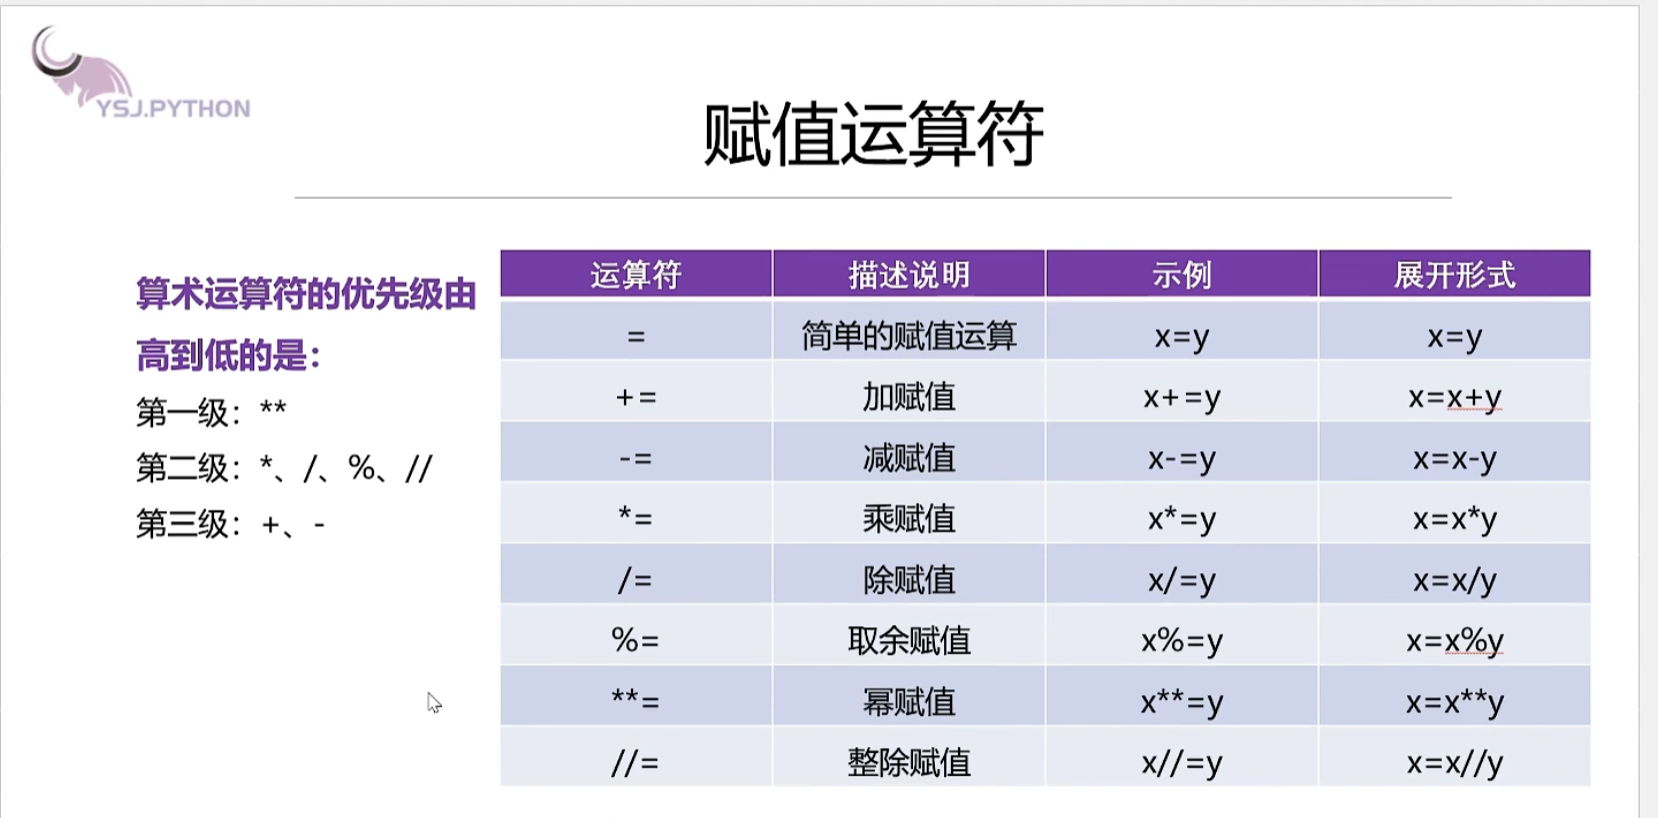 YSJ.PYTHON
赋值运算符
算术运算符的优先级由
高到低的是：
第一级：**
第二级：*、/、%、//
第三级：+、-
运算符 描述说明 示例 展开形式
= 简单的赋值运算 x=y x=y
+= 加赋值 x+=y x=x+y
-= 减赋值 x-=y x=x-y
*= 乘赋值 x*=y x=x*y
/= 除赋值 x/=y x=x/y
%= 取余赋值 x%=y x=x%y
**= 幂赋值 x**=y x=x**y
//= 整除赋值 x//=y x=x//y